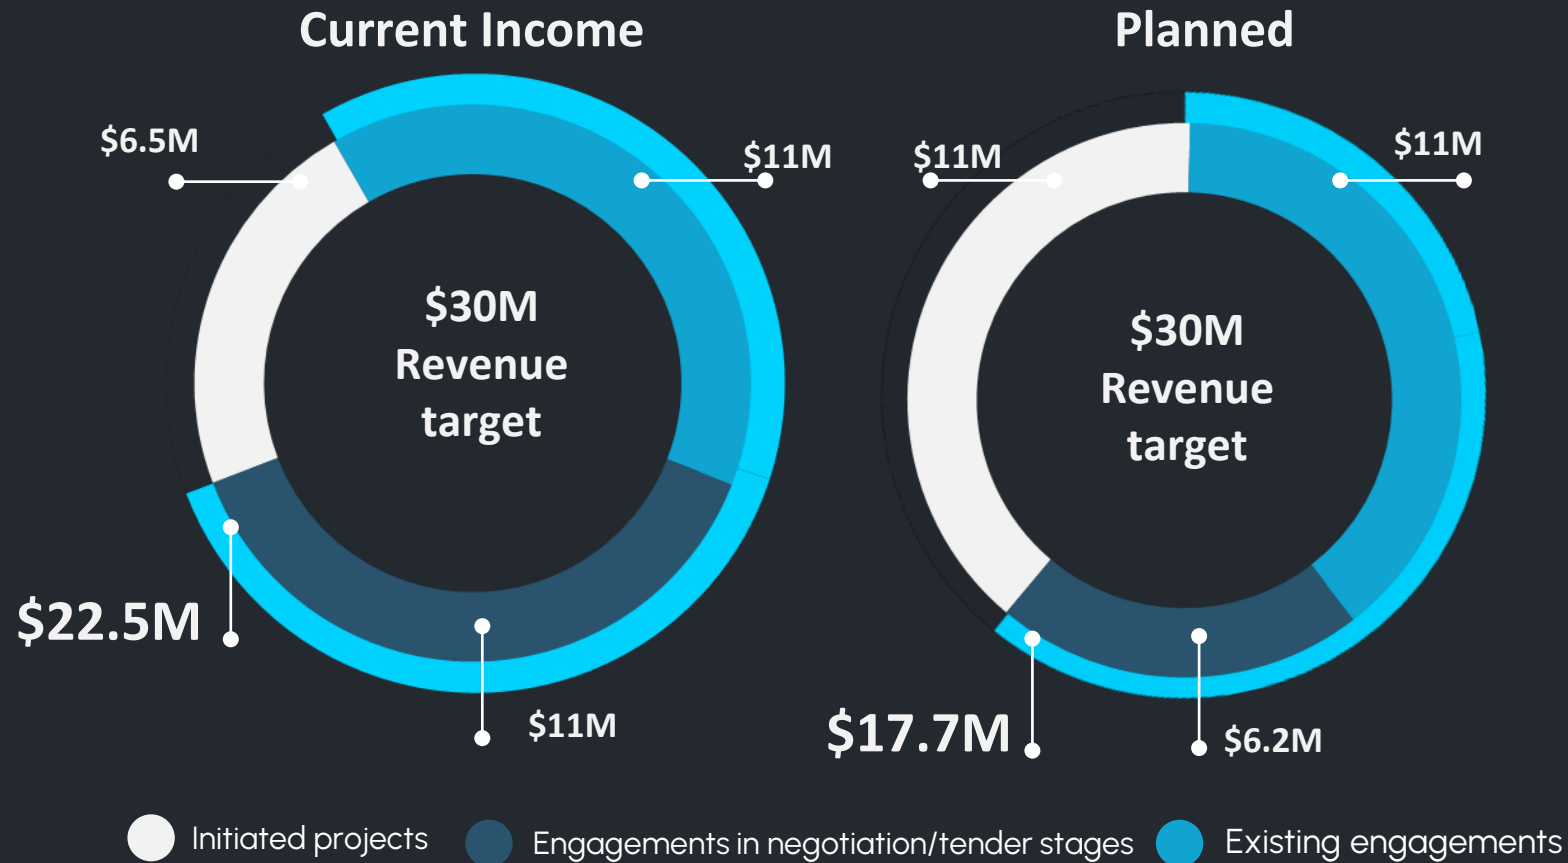 Current Income
$6.5M
$11M
$30M
Revenue
target
$22.5M
$11M
Planned
$11M
$11M
$30M
Revenue
target
$17.7M
$6.2M
Initiated projects
Engagements in negotiation/tender stages
Existing engagements